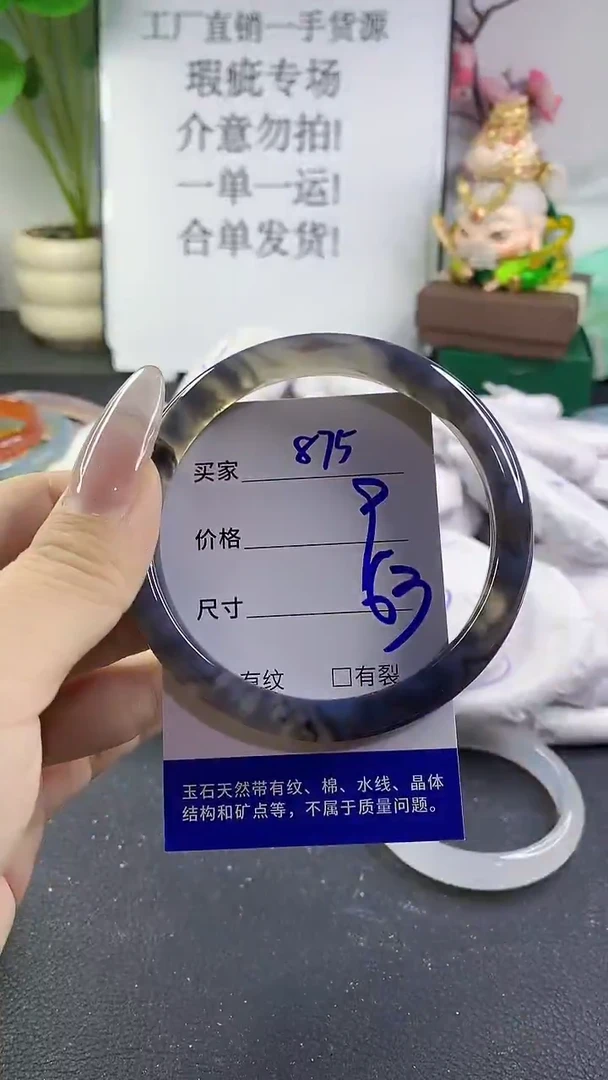 工厂直销一手货源
瑕疵专场
介意勿拍!
一单一运!
合单发货!
买家 875
价格
尺寸 63
有纹 □有裂
玉石天然带有纹、棉、水线、晶体
结构和矿点等，不属于质量问题。